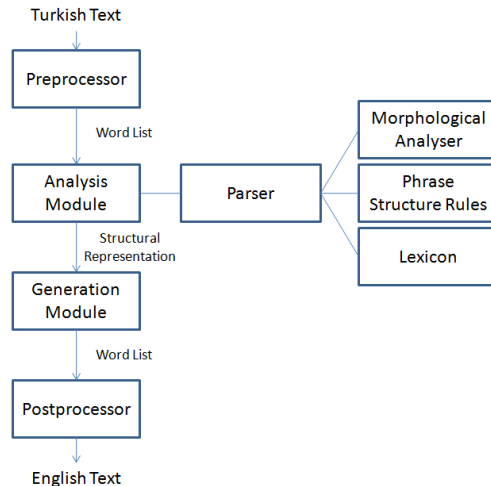 Turkish Text
Preprocessor
Word List
Analysis
Module
Parser
Morphological
Analyser
Phrase
Structure Rules
Lexicon
Structural
Representation
Generation
Module
Word List
Postprocessor
English Text